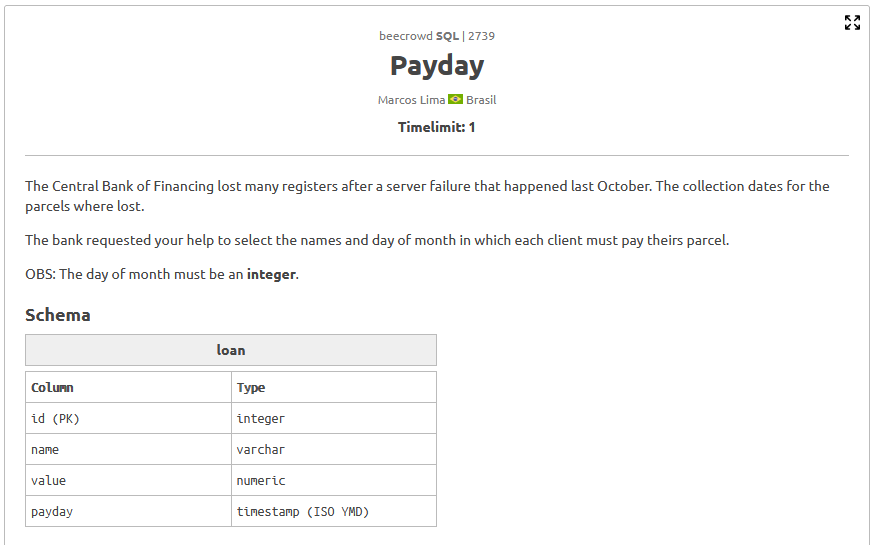 beecrowd SQL | 2739
Payday
Marcos Lima Brasil
Timelimit: 1
The Central Bank of Financing lost many registers after a server failure that happened last October. The collection dates for the
parcels where lost.
The bank requested your help to select the names and day of month in which each client must pay theirs parcel.
OBS: The day of month must be an integer.
Schema
loan
Column Type
id (PK) integer
name varchar
value numeric
payday timestamp (ISO YMD)